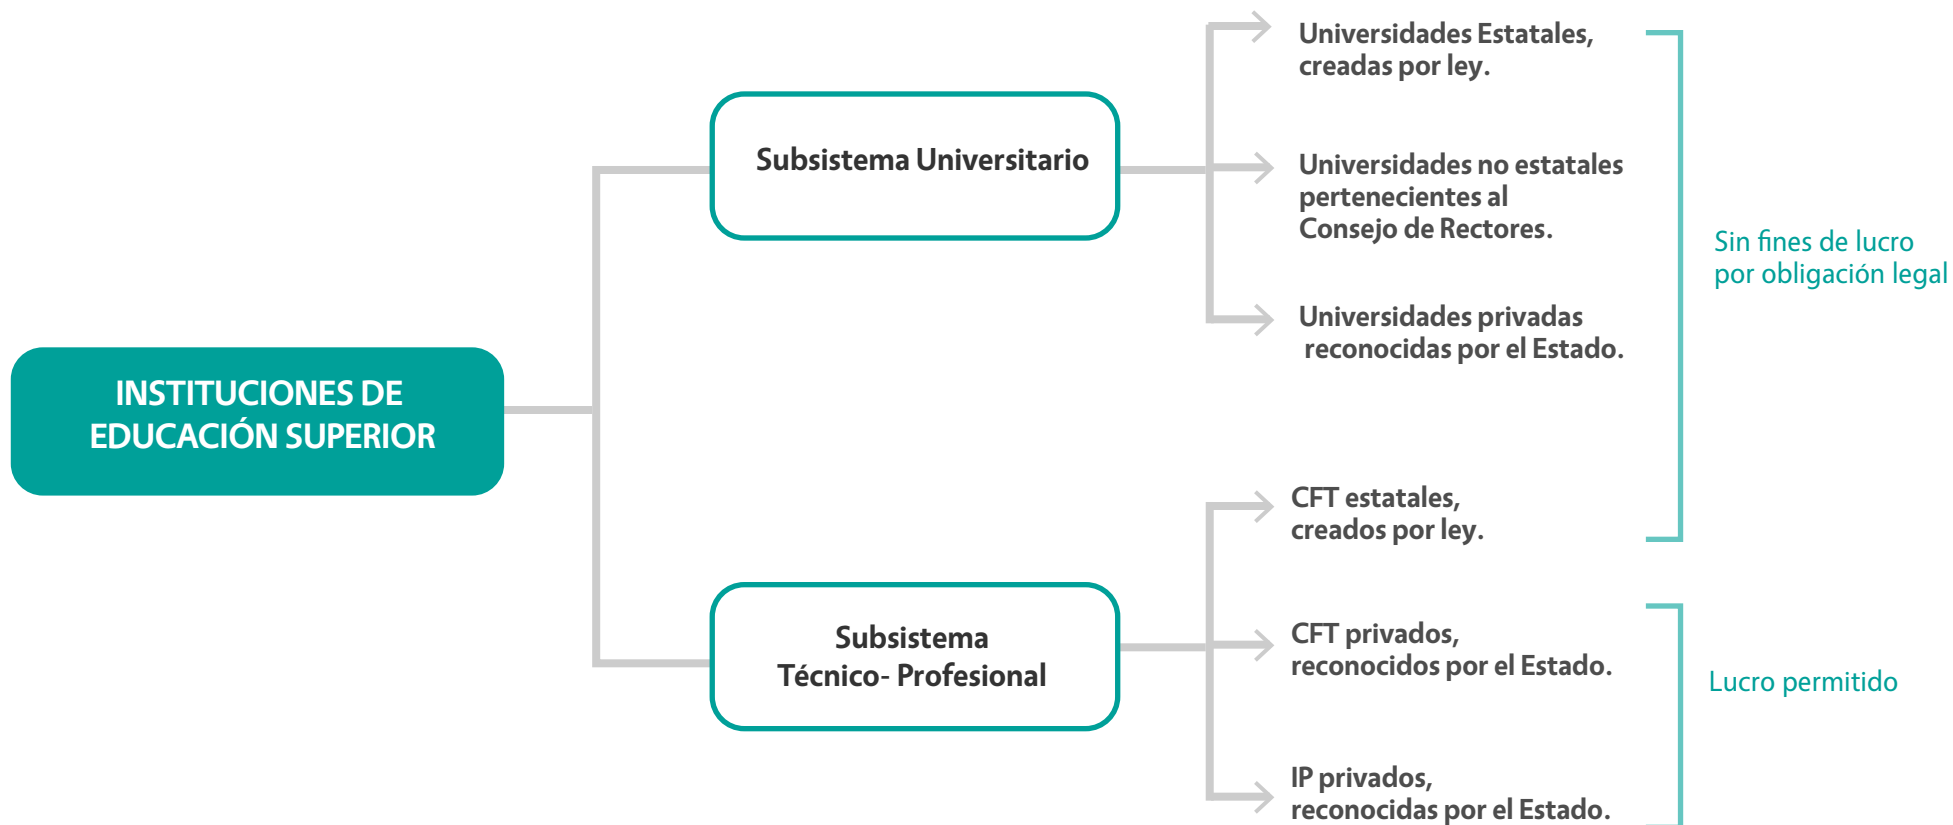 INSTITUCIONES DE
EDUCACIÓN SUPERIOR
Subsistema Universitario
Universidades Estatales,
creadas por ley.
Universidades no estatales
pertenecientes al
Consejo de Rectores.
Universidades privadas
reconocidas por el Estado.
Sin fines de lucro
por obligación legal
Subsistema
Técnico- Profesional
CFT estatales,
creados por ley.
CFT privados,
reconocidos por el Estado.
IP privados,
reconocidas por el Estado.
Lucro permitido